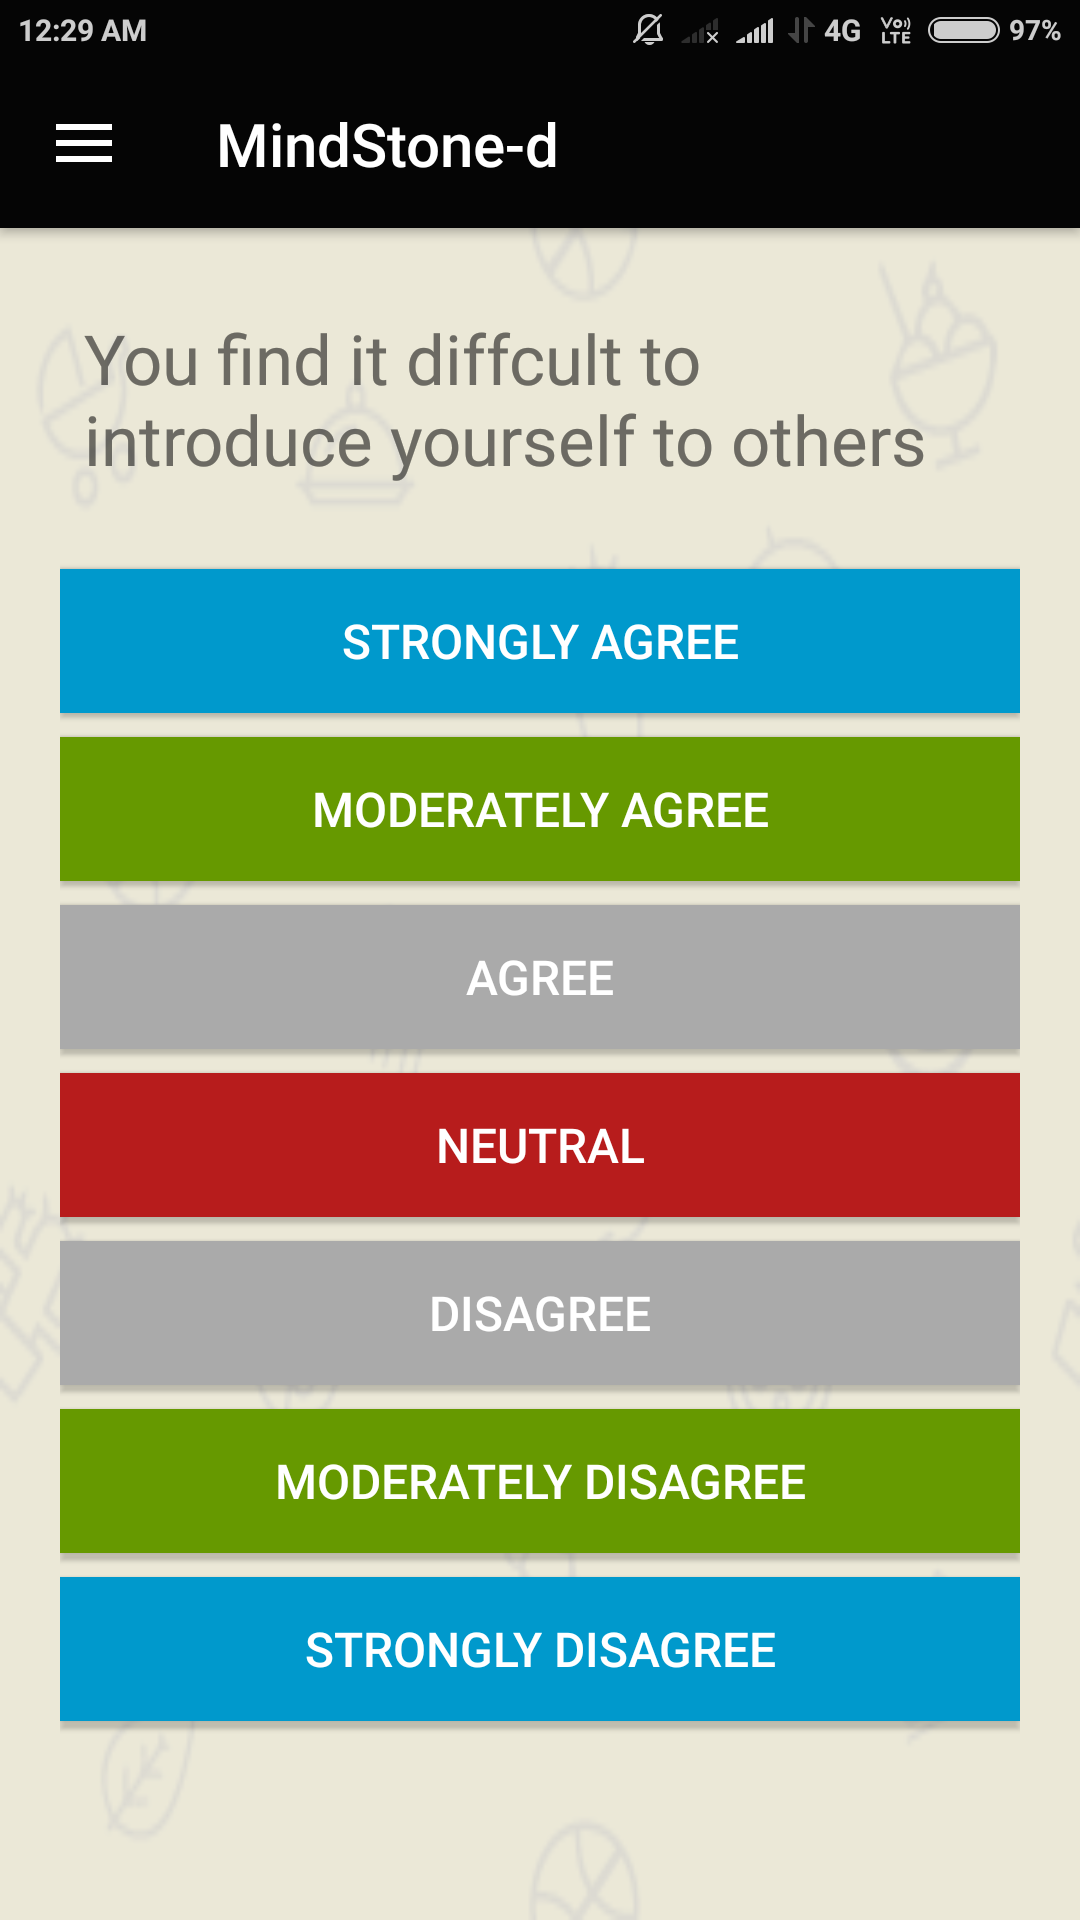 12:29 AM 4G VoLTE 97%
MindStone-d
You find it diffcult to
introduce yourself to others
STRONGLY AGREE
MODERATELY AGREE
AGREE
NEUTRAL
DISAGREE
MODERATELY DISAGREE
STRONGLY DISAGREE